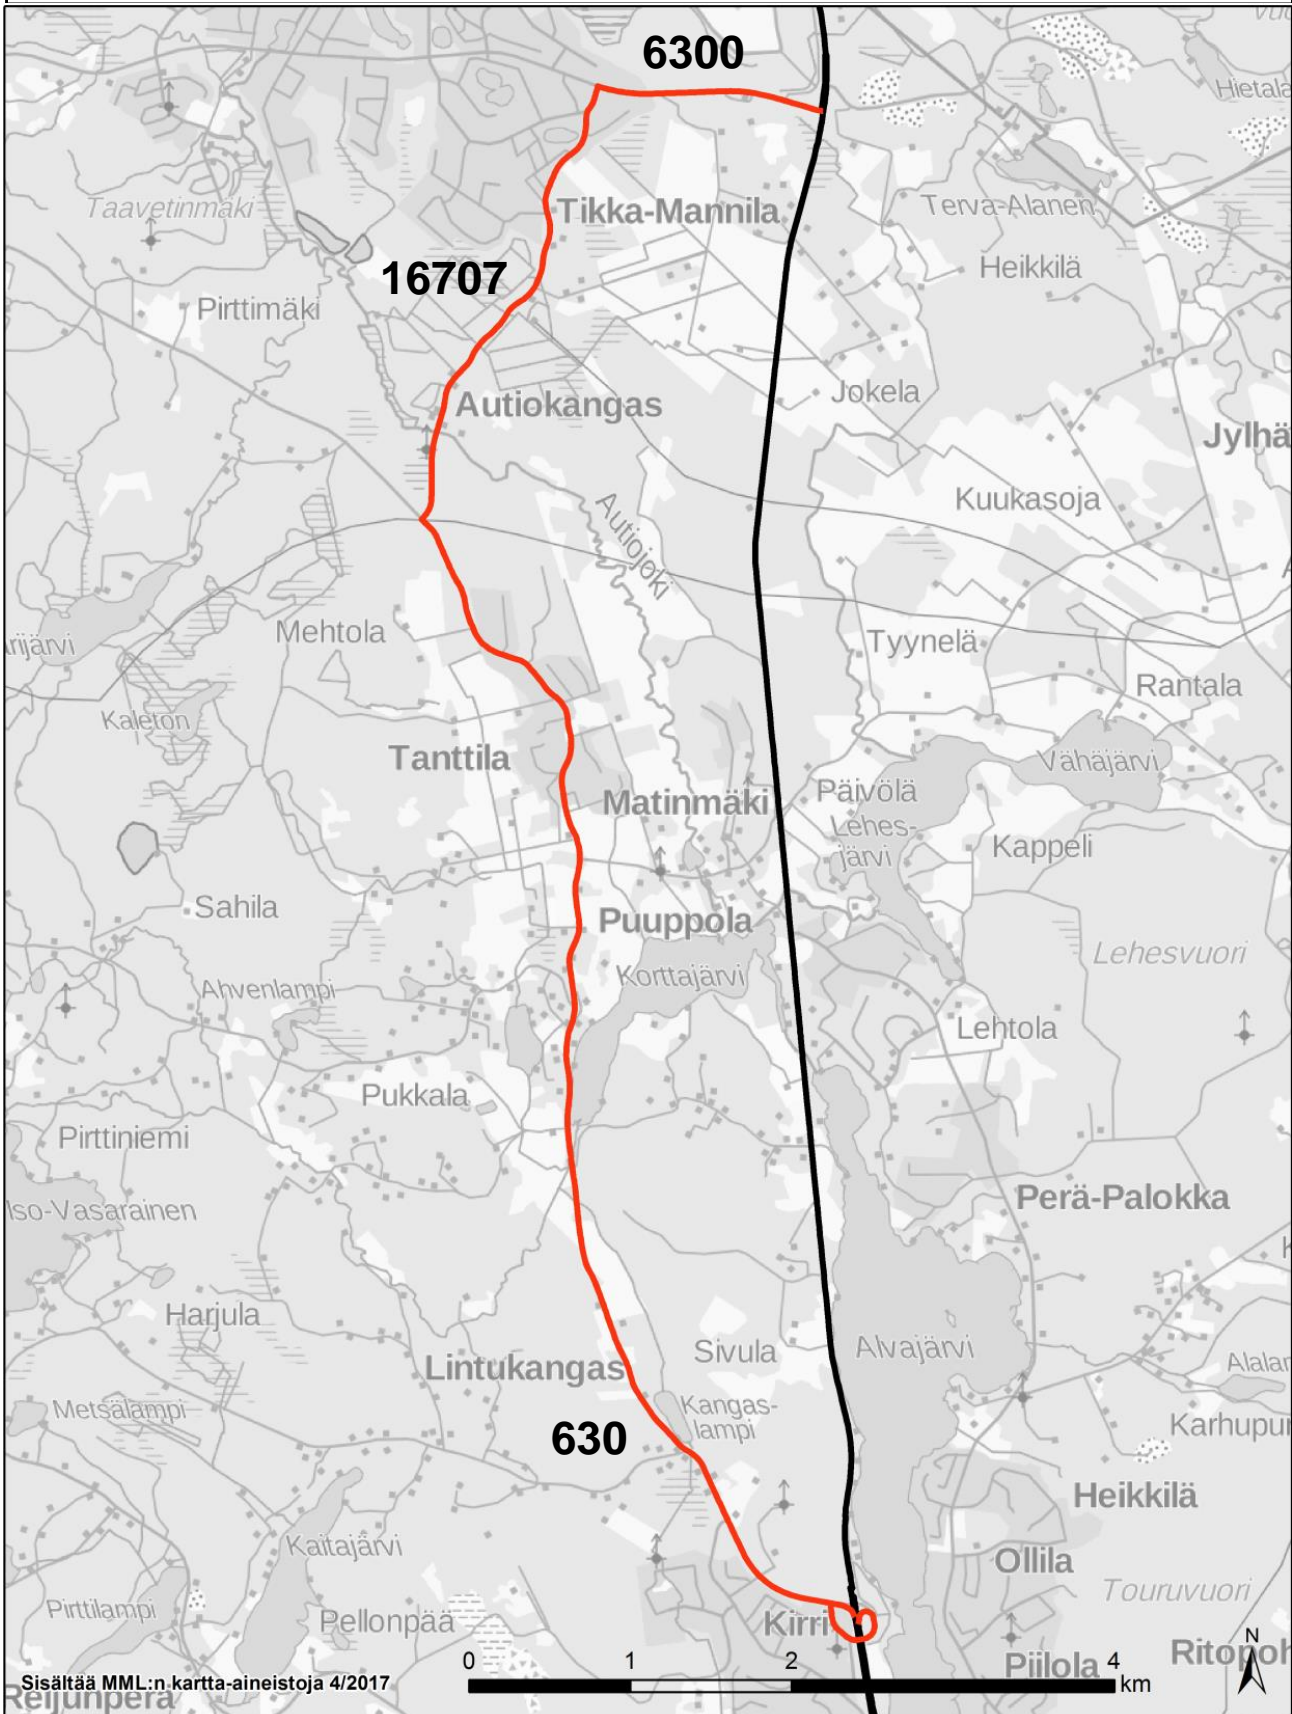 6300
Hietala
Taavetinmäki
Tikka-Mannila
Terva-Alanen
16707
Heikkilä
Pirttimäki
Autiokangas
Jokela
Jylhä
Kuukasoja
Autiojoki
Mehtola
Tyynelä
rijärvi
Rantala
Kaleton
Tanttila
Vähäjärvi
Matinmäki
Päivölä
Lehes-
järvi
Kappeli
Sahila
Puuppola
Korttajärvi
Lehesvuori
Ahvenlampi
Lehtola
Pukkala
Pirttiniemi
Perä-Palokka
Iso-Vasarainen
Harjula
Sivula
Alvajärvi
Lintukangas
Alalam
Kangas-
lampi
Metsälampi
Karhupur
630
Heikkilä
Kaitajärvi
Ollila
Touruvuori
Pirttilampi
Pellonpää
Kirri
Piilola
Ritopoh
N
0 1 2 4
km
Sisältää MML:n kartta-aineistoja 4/2017
Reijunperä